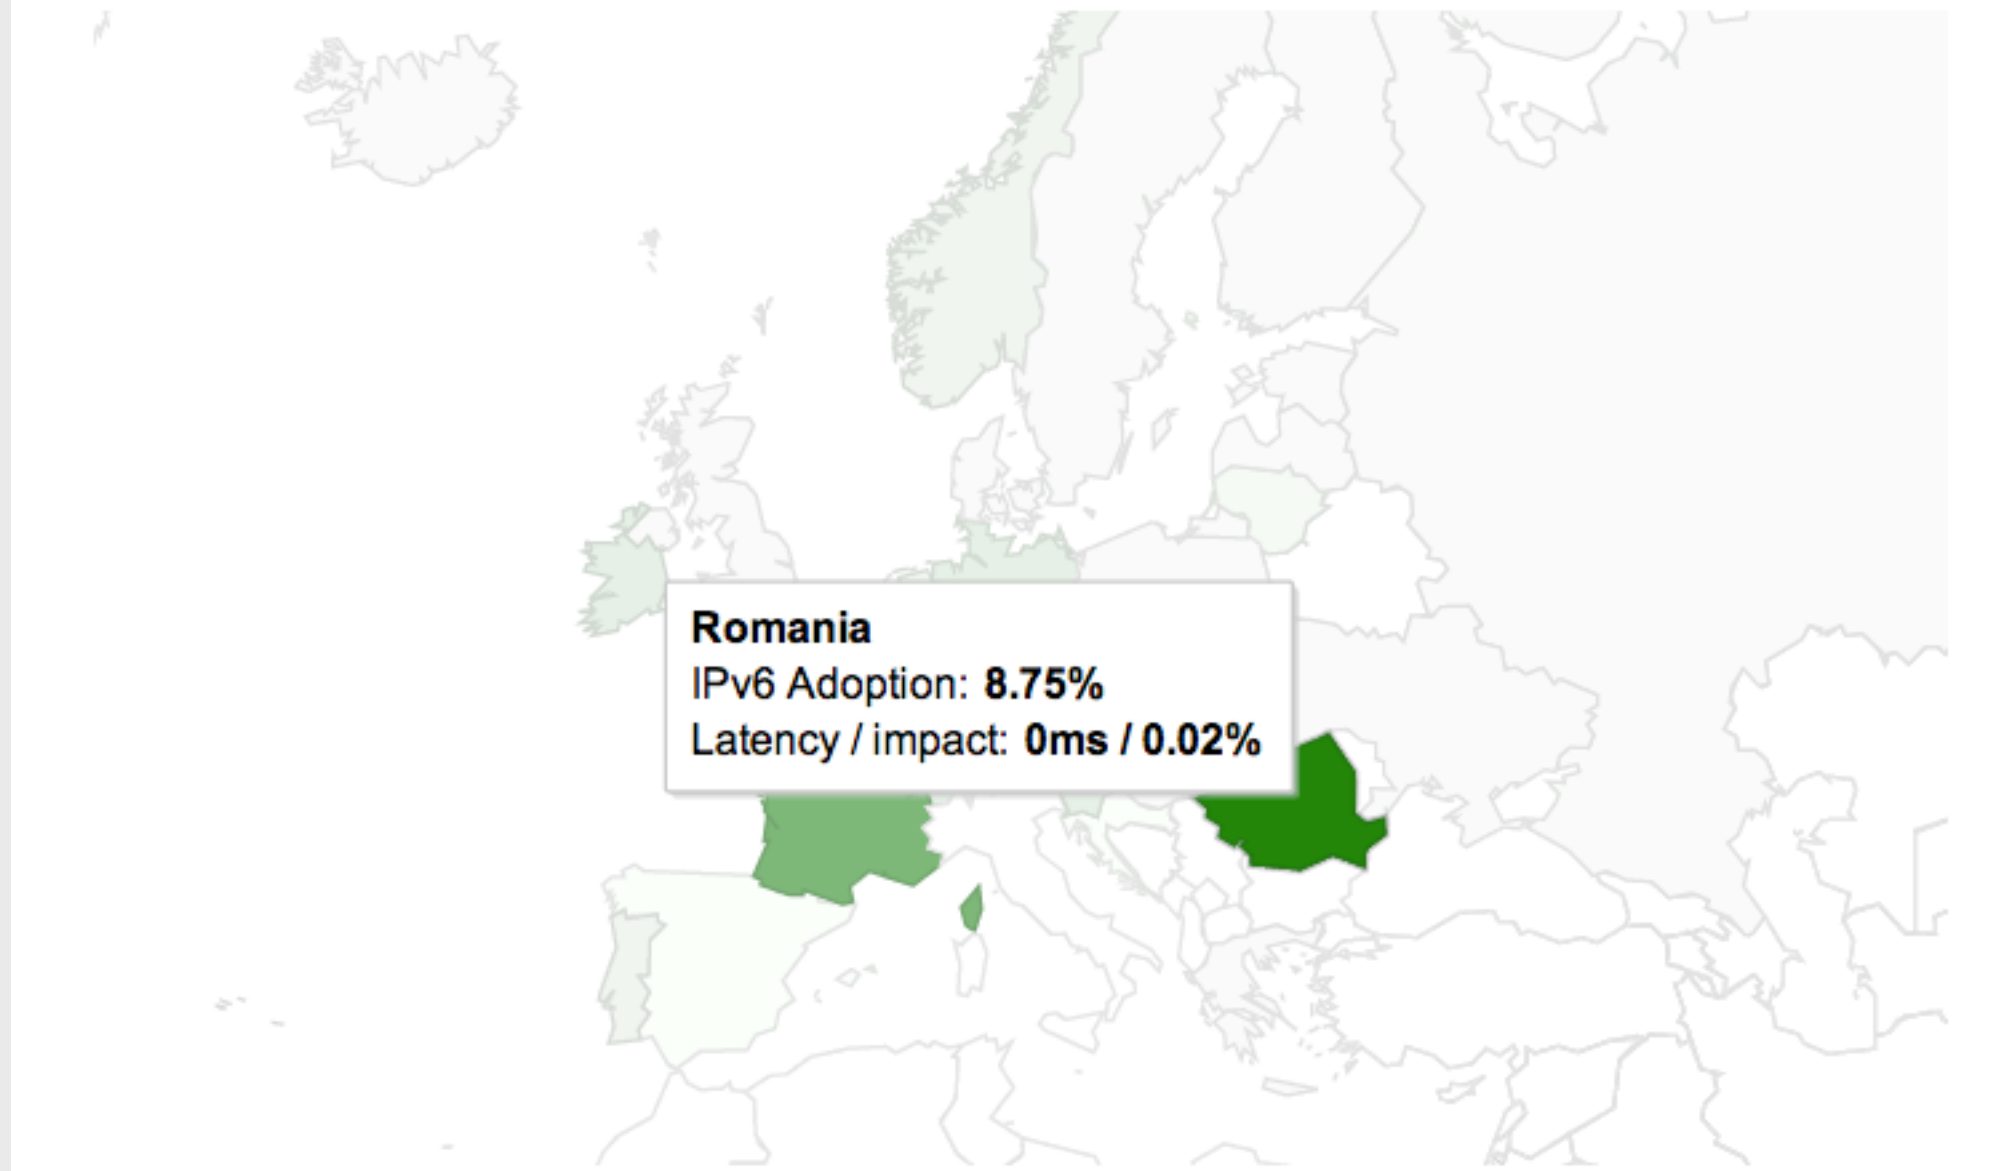 Romania
IPv6 Adoption: 8.75%
Latency / impact: 0ms / 0.02%